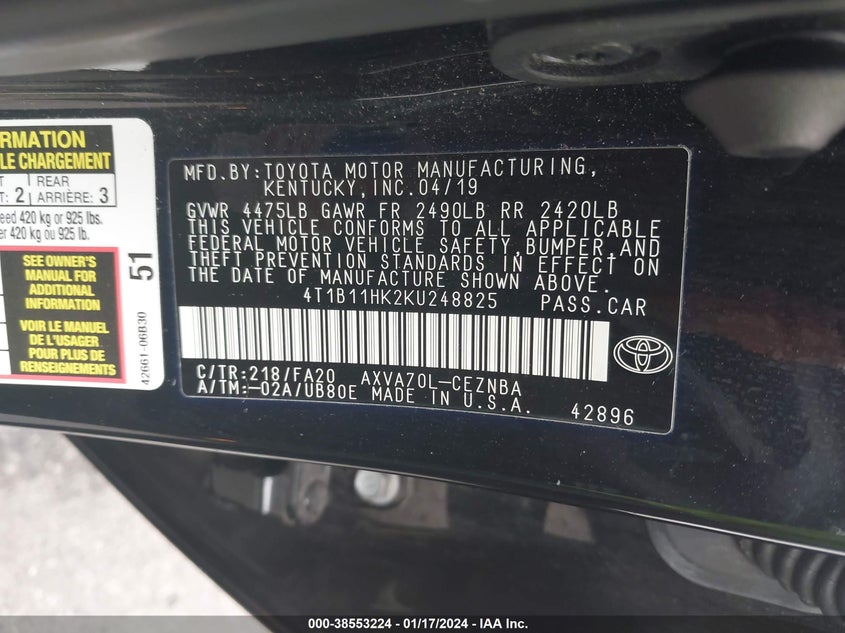 RMATION
LE CHARGEMENT
REAR
2 ARRIÈRE: 3
eed 420 kg or 925 lbs.
er 420 kg ou 925 lb.
SEE OWNER'S
MANUAL FOR
ADDITIONAL
INFORMATION
VOIR LE MANUEL
DE L'USAGER
POUR PLUS DE
RENSEIGNEMENTS
51
42661-06B30
MFD.BY:TOYOTA MOTOR MANUFACTURING,
KENTUCKY,INC.04/19
GVWR 4475LB GAWR FR 2490LB RR 2420LB
THIS VEHICLE CONFORMS TO ALL APPLICABLE
FEDERAL MOTOR VEHICLE SAFETY,BUMPER,AND
THEFT PREVENTION STANDARDS IN EFFECT ON
THE DATE OF MANUFACTURE SHOWN ABOVE.
4T1B11HK2KU248825 PASS.CAR
C/TR:218/FA20 AXVA70L-CEZNBA
A/TM:-02A/UB80E MADE IN U.S.A.
42896
000-38553224 - 01/17/2024 - IAA Inc.